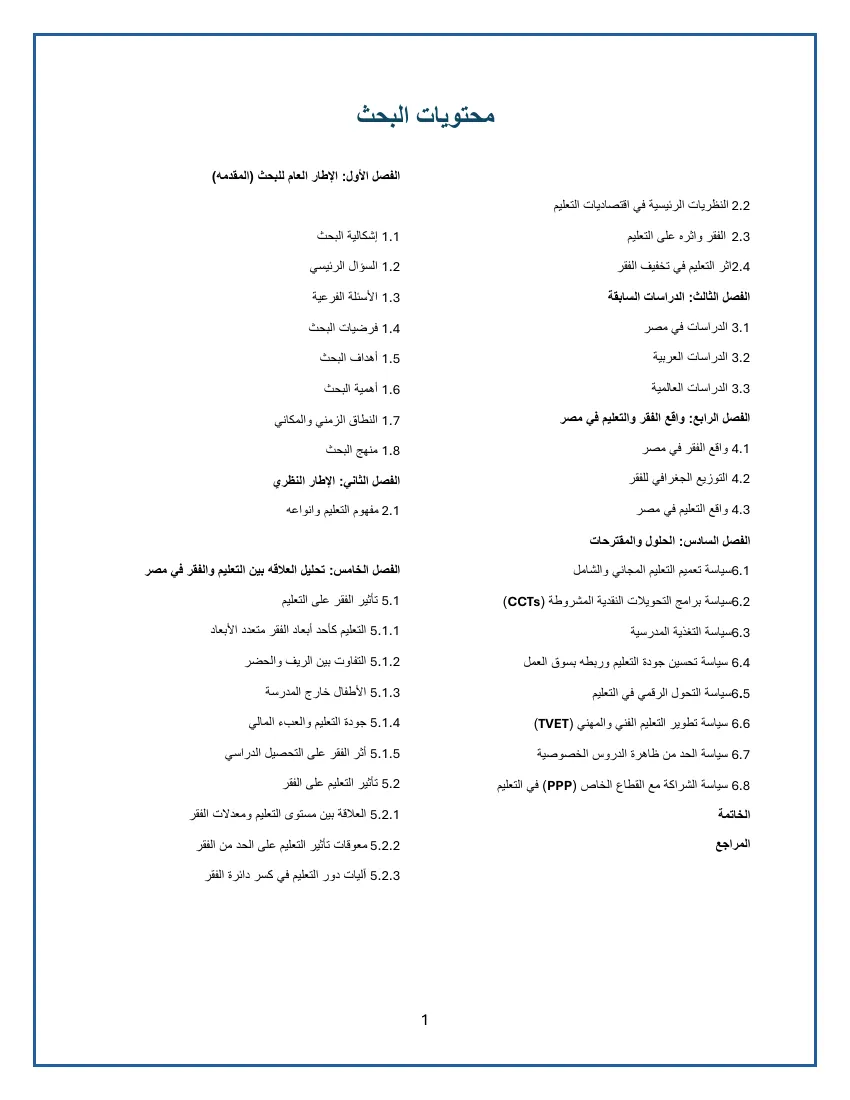 محتويات البحث
الفصل الأول: الإطار العام للبحث (المقدمه)
1.1 إشكالية البحث
1.2 السؤال الرئيسي
1.3 الأسئلة الفرعية
1.4 فرضيات البحث
1.5 أهداف البحث
1.6 أهمية البحث
1.7 النطاق الزمني والمكاني
1.8 منهج البحث
الفصل الثاني: الإطار النظري
2.1 مفهوم التعليم وانواعه
2.2 النظريات الرئيسية في اقتصاديات التعليم
2.3 الفقر واثره على التعليم
2.4اثر التعليم في تخفيف الفقر
الفصل الثالث: الدراسات السابقة
3.1 الدراسات في مصر
3.2 الدراسات العربية
3.3 الدراسات العالمية
الفصل الرابع: واقع الفقر والتعليم في مصر
4.1 واقع الفقر في مصر
4.2 التوزيع الجغرافي للفقر
4.3 واقع التعليم في مصر
الفصل الخامس: تحليل العلاقه بين التعليم والفقر في مصر
5.1 تأثير الفقر على التعليم
5.1.1 التعليم كأحد أبعاد الفقر متعدد الأبعاد
5.1.2 التفاوت بين الريف والحضر
5.1.3 الأطفال خارج المدرسة
5.1.4 جودة التعليم والعبء المالي
5.1.5 أثر الفقر على التحصيل الدراسي
5.2 تأثير التعليم على الفقر
5.2.1 العلاقة بين مستوى التعليم ومعدلات الفقر
5.2.2 معوقات تأثير التعليم على الحد من الفقر
5.2.3 آليات دور التعليم في كسر دائرة الفقر
الفصل السادس: الحلول والمقترحات
6.1سياسة تعميم التعليم المجاني والشامل
6.2سياسة برامج التحويلات النقدية المشروطة (CCTs)
6.3سياسة التغذية المدرسية
6.4 سياسة تحسين جودة التعليم وربطه بسوق العمل
6.5سياسة التحول الرقمي في التعليم
6.6 سياسة تطوير التعليم الفني والمهني (TVET)
6.7 سياسة الحد من ظاهرة الدروس الخصوصية
6.8 سياسة الشراكة مع القطاع الخاص (PPP) في التعليم
الخاتمة
المراجع
1